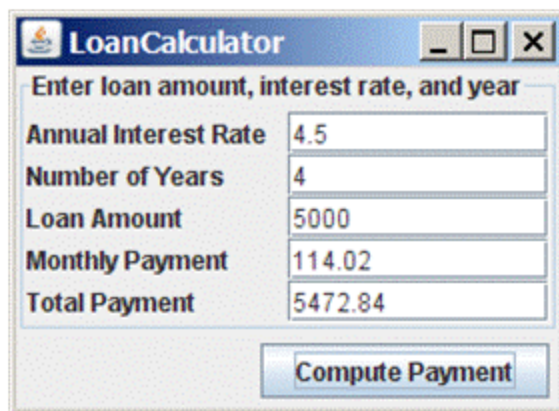 LoanCalculator
Enter loan amount, interest rate, and year
Annual Interest Rate 4.5
Number of Years 4
Loan Amount 5000
Monthly Payment 114.02
Total Payment 5472.84
Compute Payment